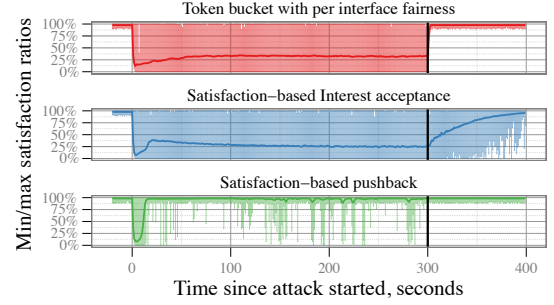 Token bucket with per interface fairness
100%
75%
50%
25%
0%
Satisfaction−based Interest acceptance
100%
75%
50%
25%
0%
Satisfaction−based pushback
100%
75%
50%
25%
0%
Min/max satisfaction ratios
0 100 200 300 400
Time since attack started, seconds